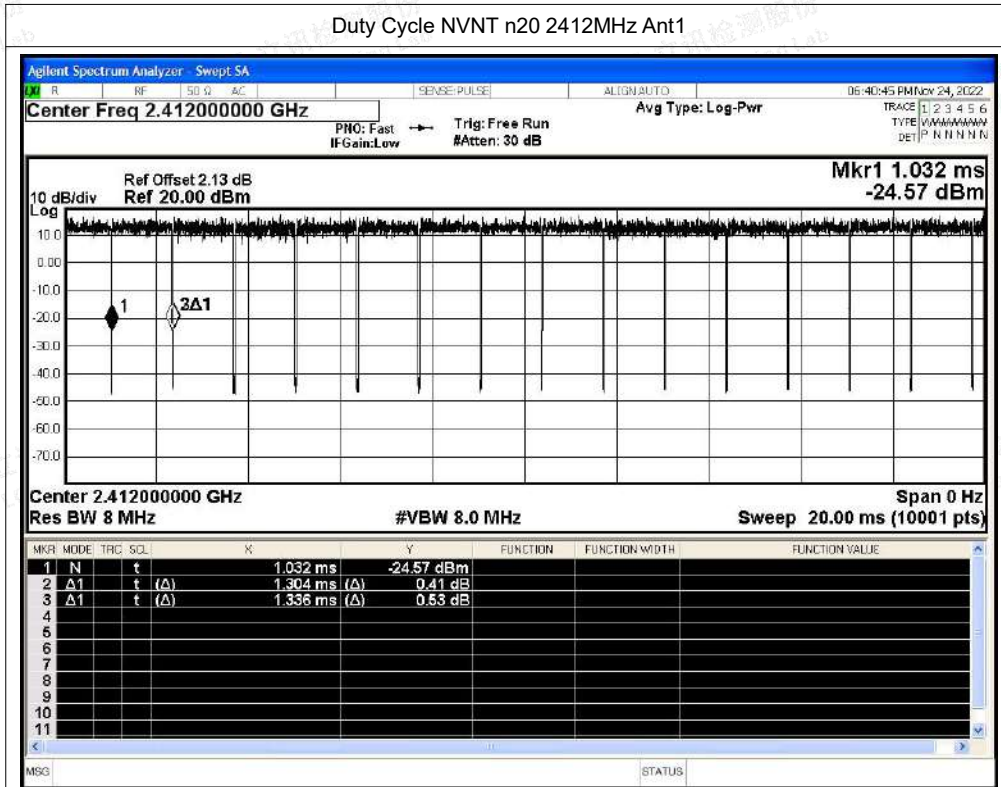 Duty Cycle NVNT n20 2412MHz Ant1
Agilent Spectrum Analyzer - Swept SA
LXI R RF 50 Ω AC SENSE:PULSE ALIGN AUTO 06:40:45 PM Nov 24, 2022
Center Freq 2.412000000 GHz
Avg Type: Log-Pwr
TRACE 1 2 3 4 5 6
PNO: Fast Trig: Free Run
TYPE
IFGain:Low #Atten: 30 dB
DET P N N N N N
Mkr1 1.032 ms
-24.57 dBm
Ref Offset 2.13 dB
10 dB/div Ref 20.00 dBm
Log
10.0
0.00
-10.0
1 3Δ1
-20.0
-30.0
-40.0
-50.0
-60.0
-70.0
Center 2.412000000 GHz Span 0 Hz
Res BW 8 MHz #VBW 8.0 MHz Sweep 20.00 ms (10001 pts)
MKR MODE TRC SCL X Y FUNCTION FUNCTION WIDTH FUNCTION VALUE
1 N t 1.032 ms -24.57 dBm
2 Δ1 t (Δ) 1.304 ms (Δ) 0.41 dB
3 Δ1 t (Δ) 1.336 ms (Δ) 0.53 dB
4
5
6
7
8
9
10
11
MSG STATUS